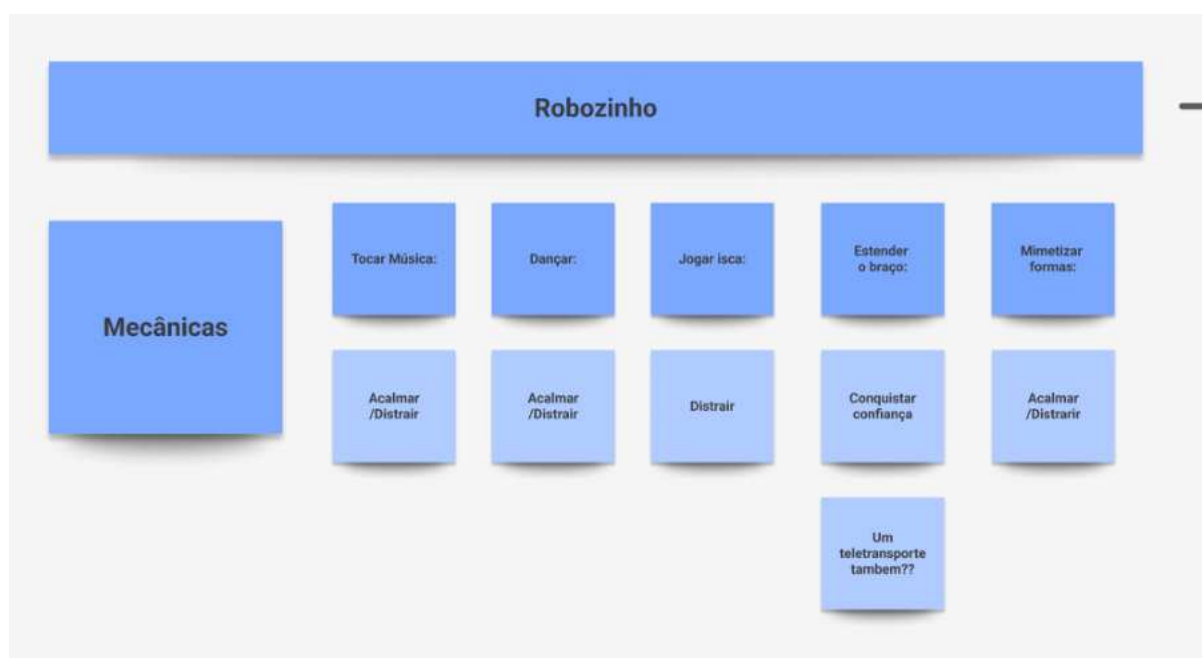 Robozinho
Mecânicas
Tocar Música:
Dançar:
Jogar isca:
Estender
o braço:
Mimetizar
formas:
Acalmar
/Distrair
Acalmar
/Distrair
Distrair
Conquistar
confiança
Acalmar
/Distrarir
Um
teletransporte
tambem??